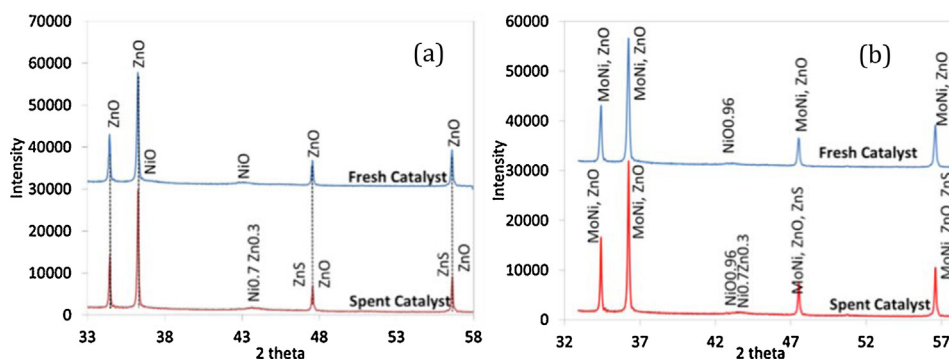 (a)
70000
60000
50000
40000
30000
20000
10000
0
Intensity
ZnO
ZnO
NiO
NiO
ZnO
ZnO
Fresh Catalyst
Ni0.7 Zn0.3
ZnS
ZnO
ZnS
ZnO
Spent Catalyst
33 38 43 48 53 58
2 theta
(b)
60000
50000
40000
30000
20000
10000
0
Intensity
MoNi, ZnO
MoNi, ZnO
NiO0.96
MoNi, ZnO
MoNi, ZnO
Fresh Catalyst
MoNi, ZnO
MoNi, ZnO
NiO0.96
Ni0.7Zn0.3
MoNi, ZnO, ZnS
MoNi, ZnO, ZnS
Spent Catalyst
32 37 42 47 52 57
2 theta